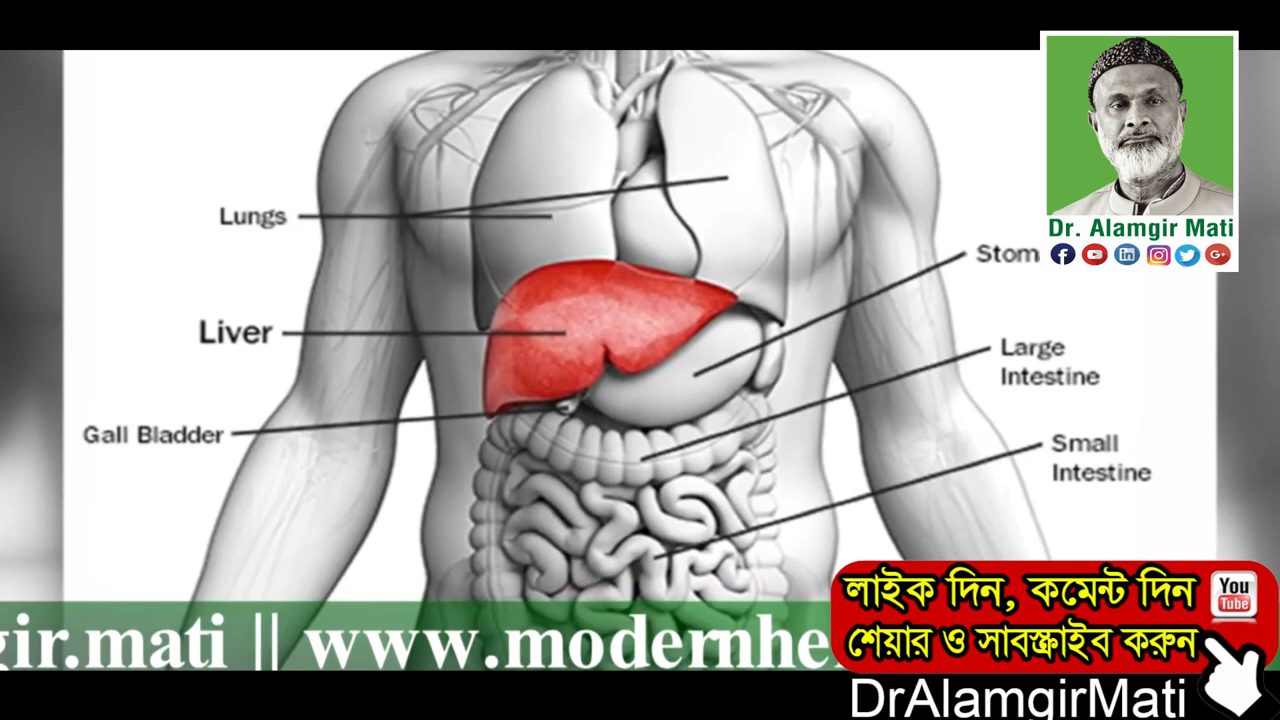 Lungs
Liver
Gall Bladder
Stom
Large
Intestine
Small
Intestine
Dr. Alamgir Mati
gir.mati || www.modernhe
লাইক দিন, কমেন্ট দিন
শেয়ার ও সাবস্ক্রাইব করুন
You
Tube
DrAlamgirMati